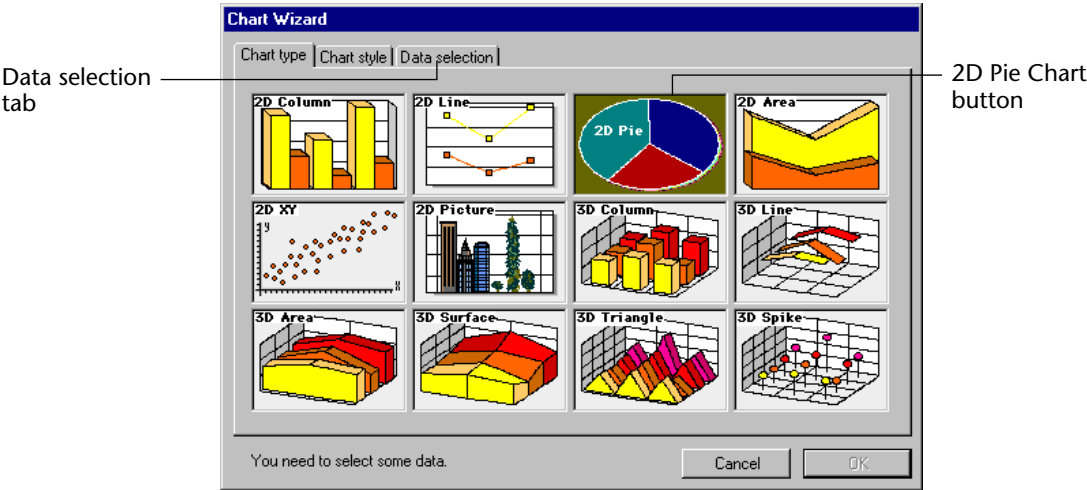 Chart Wizard
Chart type
Chart style
Data selection
Data selection
tab
2D Pie Chart
button
2D Column
2D Line
2D Pie
2D Area
2D XY
y
x
2D Picture
3D Column
3D Line
3D Area
3D Surface
3D Triangle
3D Spike
You need to select some data.
Cancel
OK